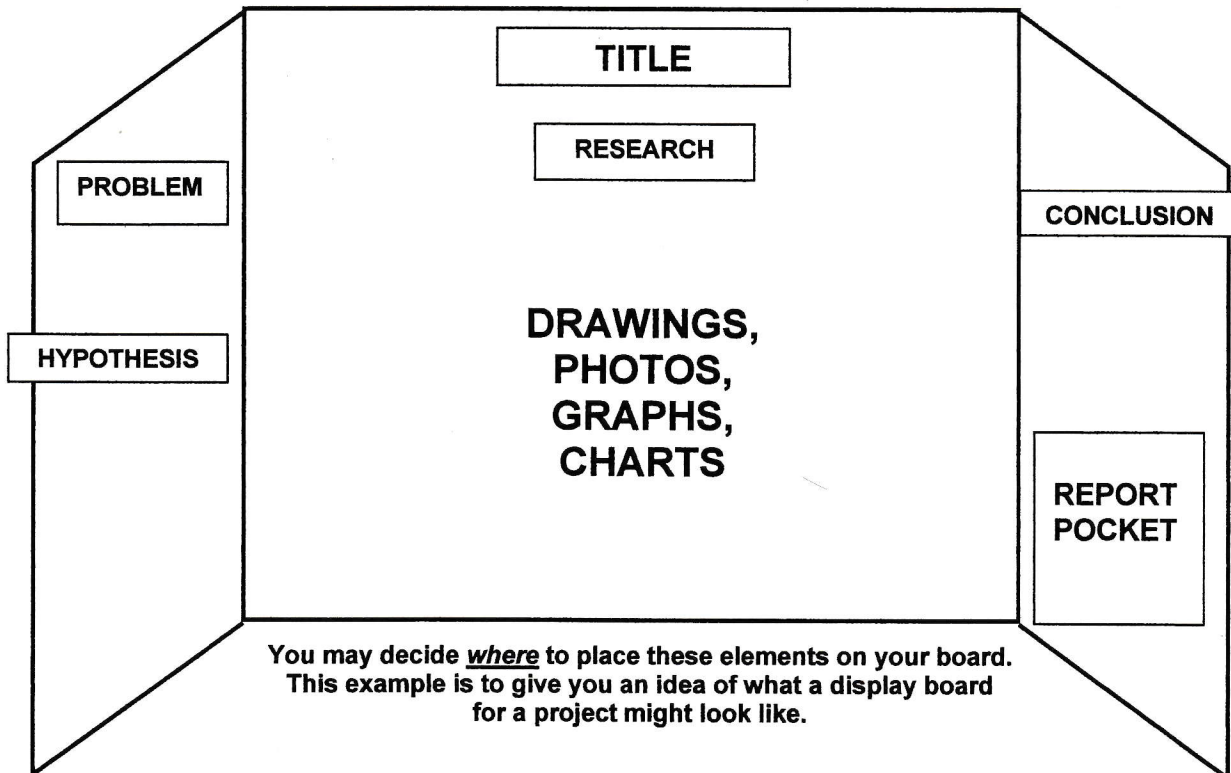 TITLE
RESEARCH
PROBLEM
HYPOTHESIS
DRAWINGS,
PHOTOS,
GRAPHS,
CHARTS
CONCLUSION
REPORT
POCKET
You may decide where to place these elements on your board.
This example is to give you an idea of what a display board
for a project might look like.